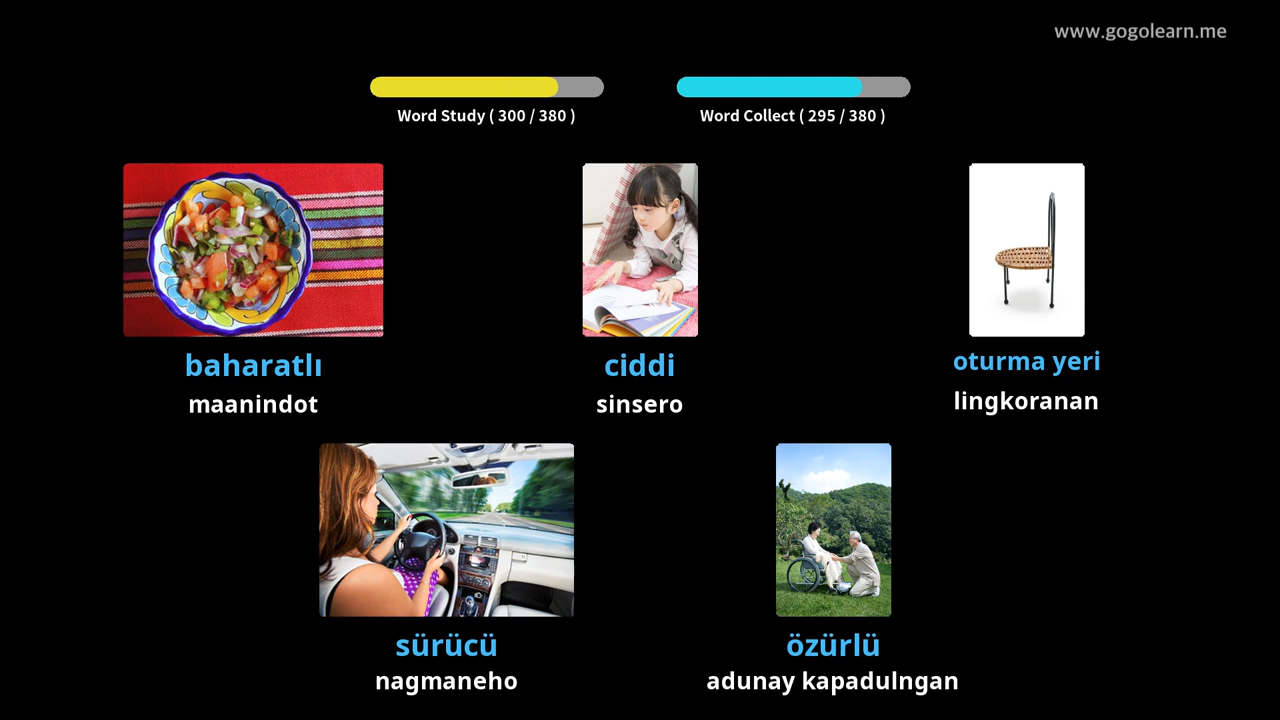 www.gogolearn.me
Word Study ( 300 / 380 )
Word Collect ( 295 / 380 )
baharatlı
maanindot
ciddi
sinsero
oturma yeri
lingkoranan
sürücü
nagmaneho
özürlü
adunay kapadulngan